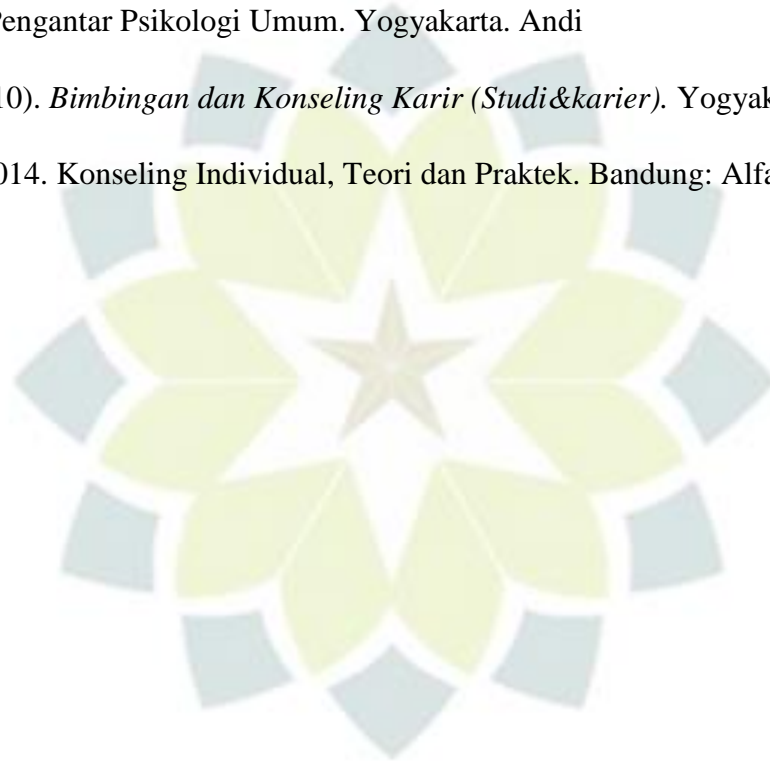 Pengantar Psikologi Umum. Yogyakarta. Andi
10). Bimbingan dan Konseling Karir (Studi&karier). Yogyak
014. Konseling Individual, Teori dan Praktek. Bandung: Alfa